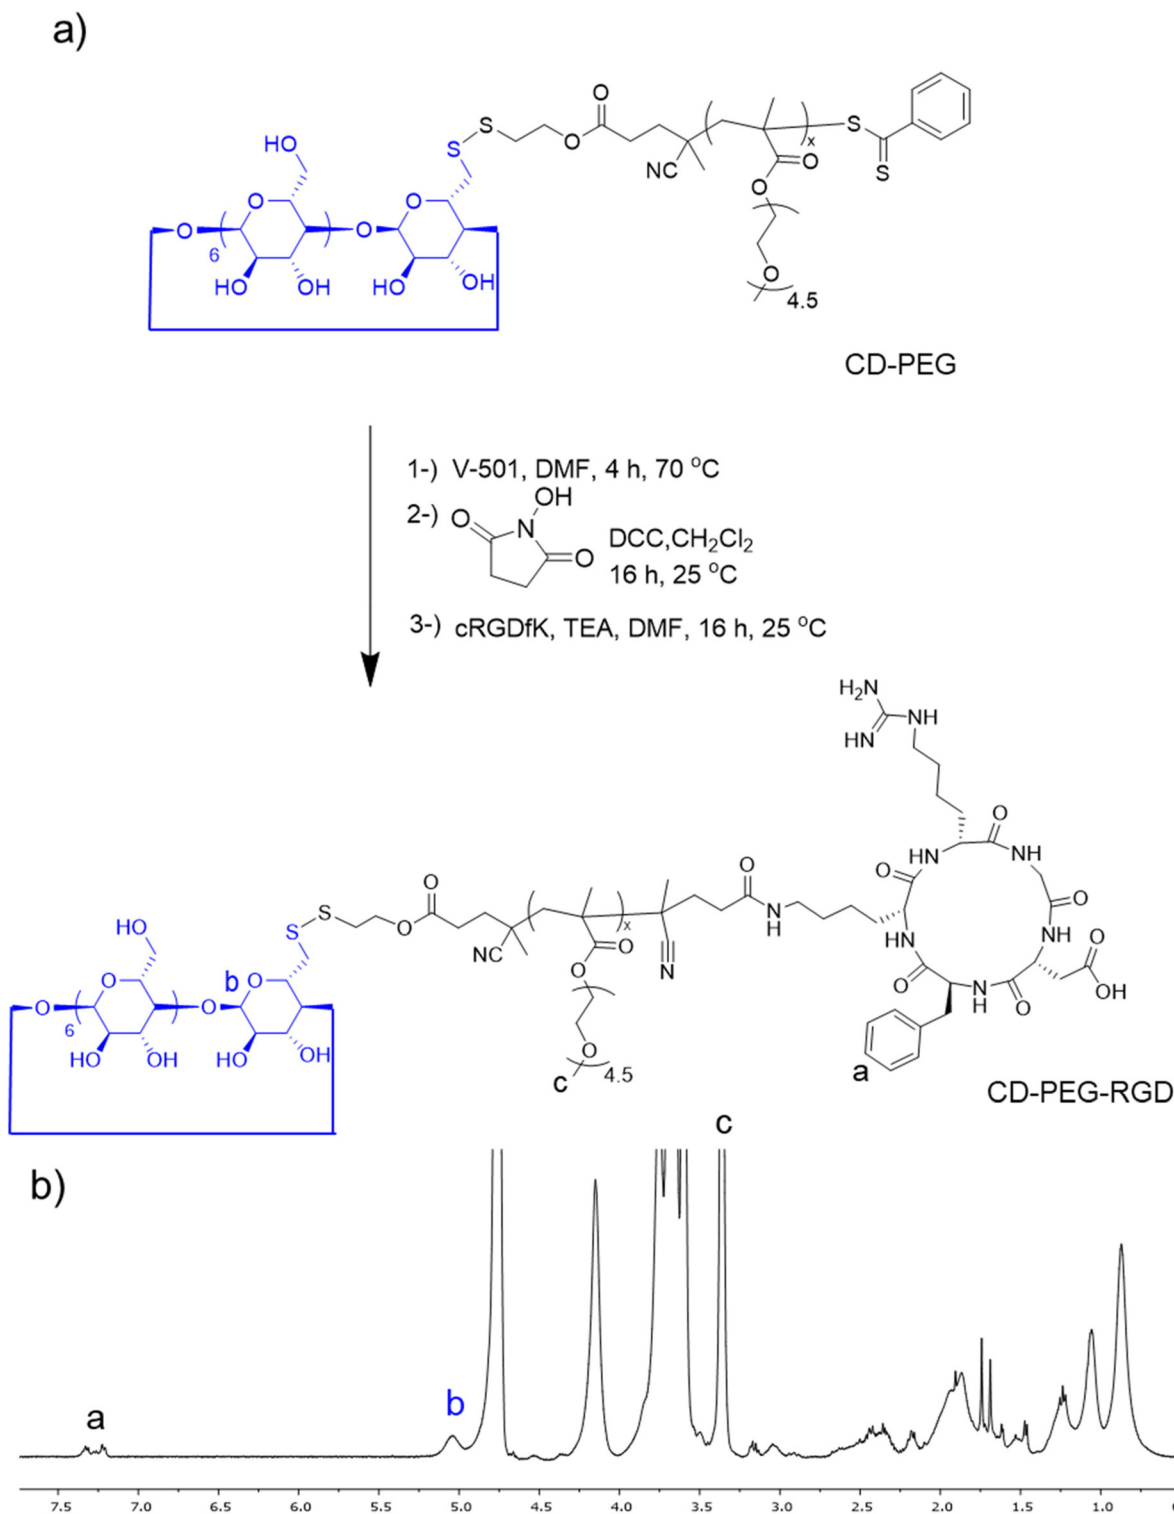 a)
HO
O
O
O
O
6
HO
OH
HO
OH
S
S
O
O
NC
x
O
O
O
4.5
S
S
CD-PEG
1-) V-501, DMF, 4 h, 70 °C
2-)
OH
O
N
O
DCC,CH₂Cl₂
16 h, 25 °C
3-) cRGDfK, TEA, DMF, 16 h, 25 °C
H₂N
NH
HN
O
HN
NH
O
O
NH
HN
O
O
OH
O
NH
O
a
O
N
H
N
x
O
O
O
4.5
c
NC
O
O
S
S
HO
b
O
O
O
O
6
HO
OH
HO
OH
CD-PEG-RGD
b)
c
a
b
7.5 7.0 6.5 6.0 5.5 5.0 4.5 4.0 3.5 3.0 2.5 2.0 1.5 1.0